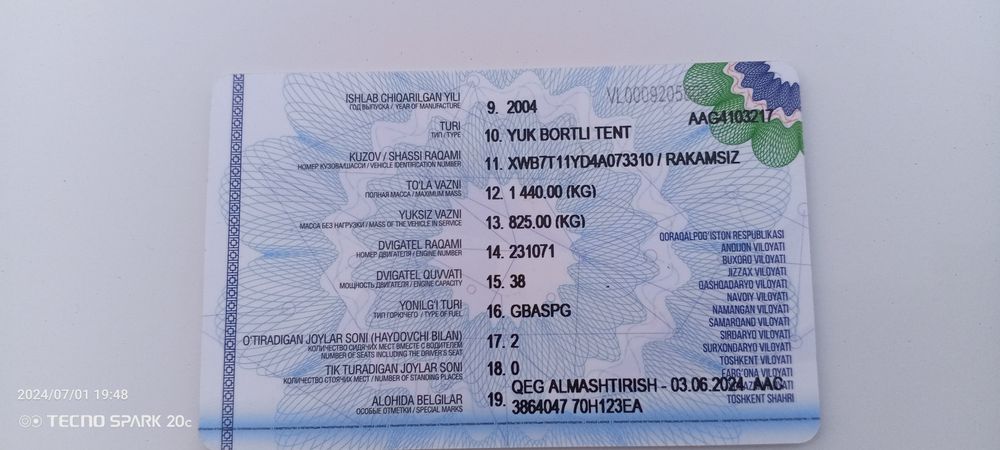 VL0009205
AAG4103217
ISHLAB CHIQARILGAN YILI 9. 2004
ГОД ВЫПУСКА / YEAR OF MANUFACTURE
TURI 10. YUK BORTLI TENT
ТИП / TYPE
KUZOV / SHASSI RAQAMI 11. XWB7T11YD4A073310 / RAKAMSIZ
НОМЕР КУЗОВА/ШАССИ / VEHICLE IDENTIFICATION NUMBER
TO'LA VAZNI 12. 1 440.00 (KG)
ПОЛНАЯ МАССА / MAXIMUM MASS
YUKSIZ VAZNI 13. 825.00 (KG)
МАССА БЕЗ НАГРУЗКИ / MASS OF THE VEHICLE IN SERVICE
DVIGATEL RAQAMI 14. 231071
НОМЕР ДВИГАТЕЛЯ / ENGINE NUMBER
DVIGATEL QUVVATI 15. 38
МОЩНОСТЬ ДВИГАТЕЛЯ / ENGINE CAPACITY
YONILG'I TURI 16. GBASPG
ТИП ГОРЮЧЕГО / TYPE OF FUEL
O'TIRADIGAN JOYLAR SONI (HAYDOVCHI BILAN) 17. 2
КОЛИЧЕСТВО СИДЯЧИХ МЕСТ ВМЕСТЕ С ВОДИТЕЛЕМ
NUMBER OF SEATS INCLUDING THE DRIVER'S SEAT
TIK TURADIGAN JOYLAR SONI 18. 0
КОЛИЧЕСТВО СТОЯЧИХ МЕСТ / NUMBER OF STANDING PLACES
ALOHIDA BELGILAR 19. QEG ALMASHTIRISH - 03.06.2024 AAC
ОСОБЫЕ ОТМЕТКИ / SPECIAL MARKS
3864047 70H123EA
QORAQALPOG'ISTON RESPUBLIKASI
ANDIJON VILOYATI
BUXORO VILOYATI
JIZZAX VILOYATI
QASHQADARYO VILOYATI
NAVOIY VILOYATI
NAMANGAN VILOYATI
SAMARQAND VILOYATI
SIRDARYO VILOYATI
SURXONDARYO VILOYATI
TOSHKENT VILOYATI
FARG'ONA VILOYATI
TOSHKENT SHAHRI
2024/07/01 19:48
TECNO SPARK 20c